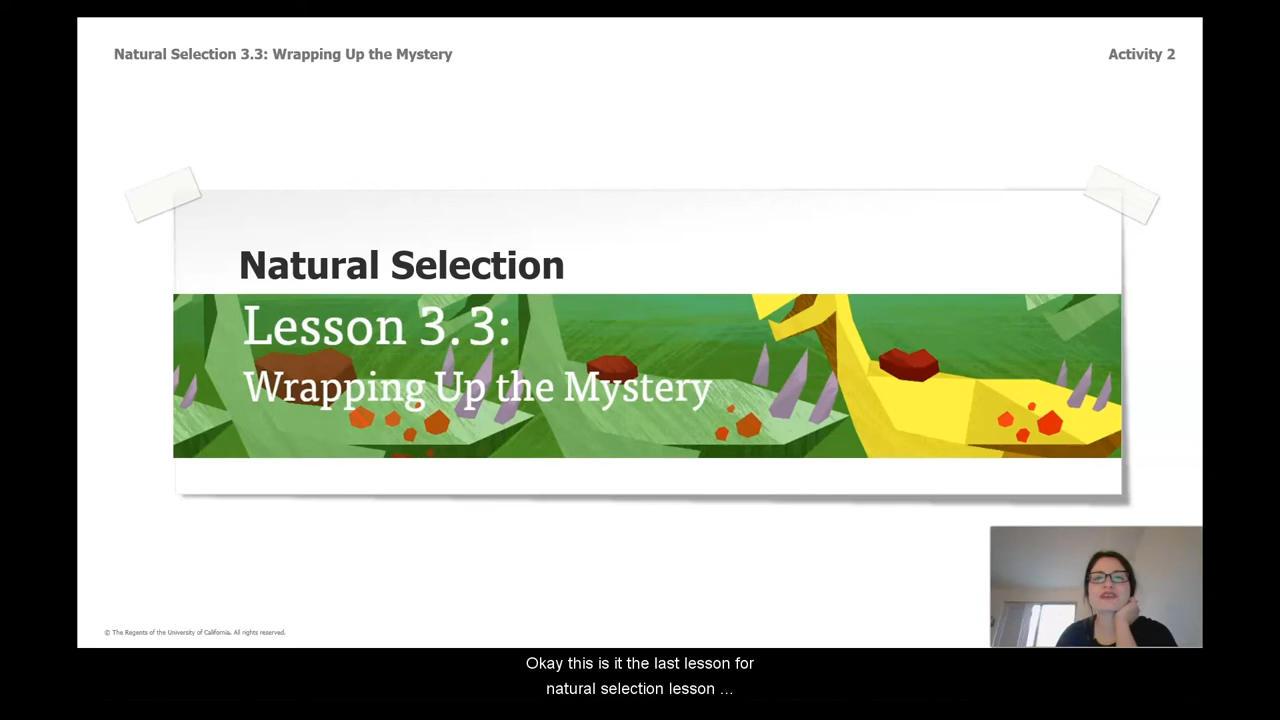 Natural Selection 3.3: Wrapping Up the Mystery
Activity 2
Natural Selection
Lesson 3.3:
Wrapping Up the Mystery
© The Regents of the University of California. All rights reserved.
Okay this is it the last lesson for
natural selection lesson ...